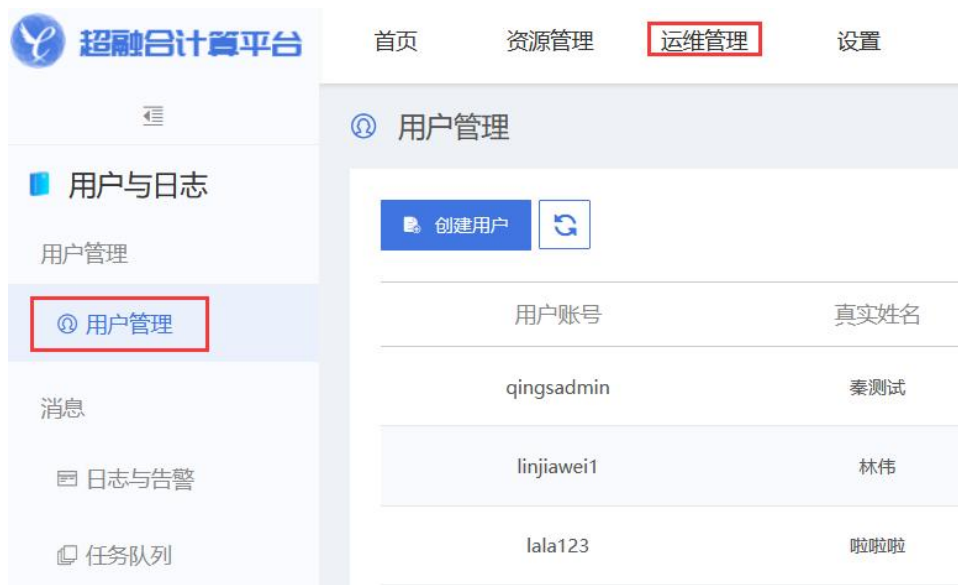 超融合计算平台
首页 资源管理 运维管理 设置
用户管理
用户与日志
用户管理
用户管理
消息
日志与告警
任务队列
创建用户
用户账号 真实姓名
qingsadmin 秦测试
linjiawei1 林伟
lala123 啦啦啦